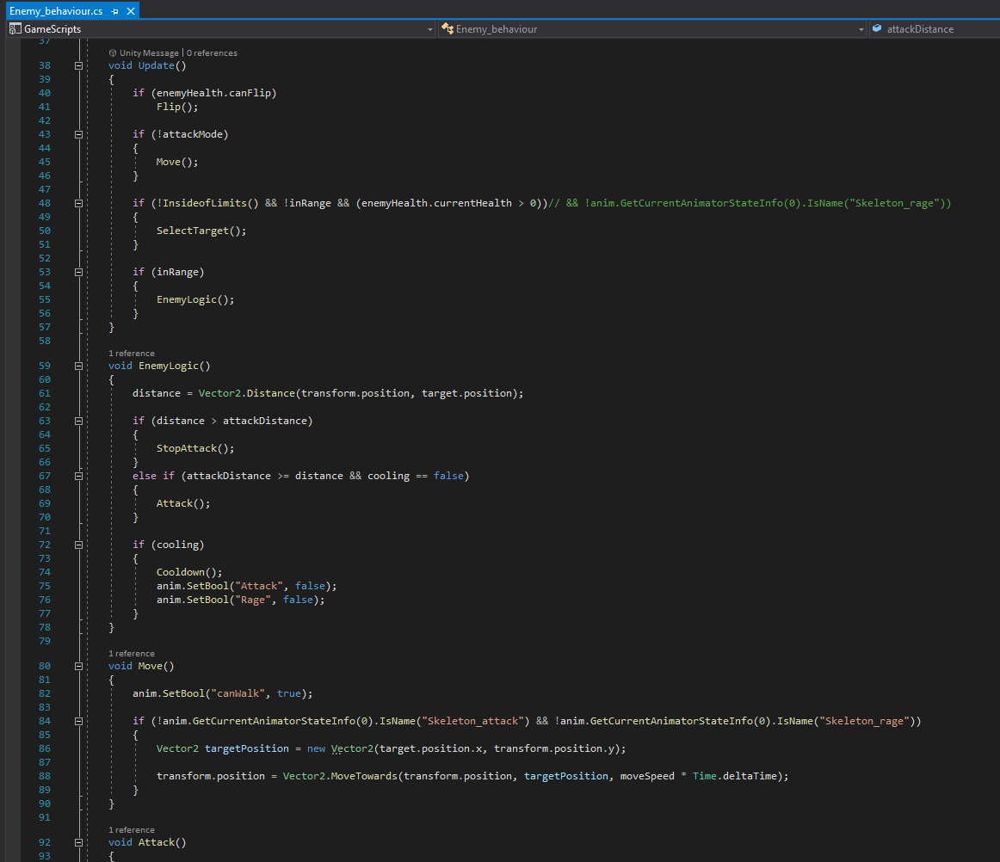 Enemy_behaviour.cs
GameScripts Enemy_behaviour attackDistance
37
Unity Message | 0 references
38 void Update()
39 {
40 if (enemyHealth.canFlip)
41 Flip();
42
43 if (!attackMode)
44 {
45 Move();
46 }
47
48 if (!InsideofLimits() && !inRange && (enemyHealth.currentHealth > 0))// && !anim.GetCurrentAnimatorStateInfo(0).IsName("Skeleton_rage"))
49 {
50 SelectTarget();
51 }
52
53 if (inRange)
54 {
55 EnemyLogic();
56 }
57 }
58
1 reference
59 void EnemyLogic()
60 {
61 distance = Vector2.Distance(transform.position, target.position);
62
63 if (distance > attackDistance)
64 {
65 StopAttack();
66 }
67 else if (attackDistance >= distance && cooling == false)
68 {
69 Attack();
70 }
71
72 if (cooling)
73 {
74 Cooldown();
75 anim.SetBool("Attack", false);
76 anim.SetBool("Rage", false);
77 }
78 }
79
1 reference
80 void Move()
81 {
82 anim.SetBool("canWalk", true);
83
84 if (!anim.GetCurrentAnimatorStateInfo(0).IsName("Skeleton_attack") && !anim.GetCurrentAnimatorStateInfo(0).IsName("Skeleton_rage"))
85 {
86 Vector2 targetPosition = new Vector2(target.position.x, transform.position.y);
87
88 transform.position = Vector2.MoveTowards(transform.position, targetPosition, moveSpeed * Time.deltaTime);
89 }
90 }
91
1 reference
92 void Attack()
93 {